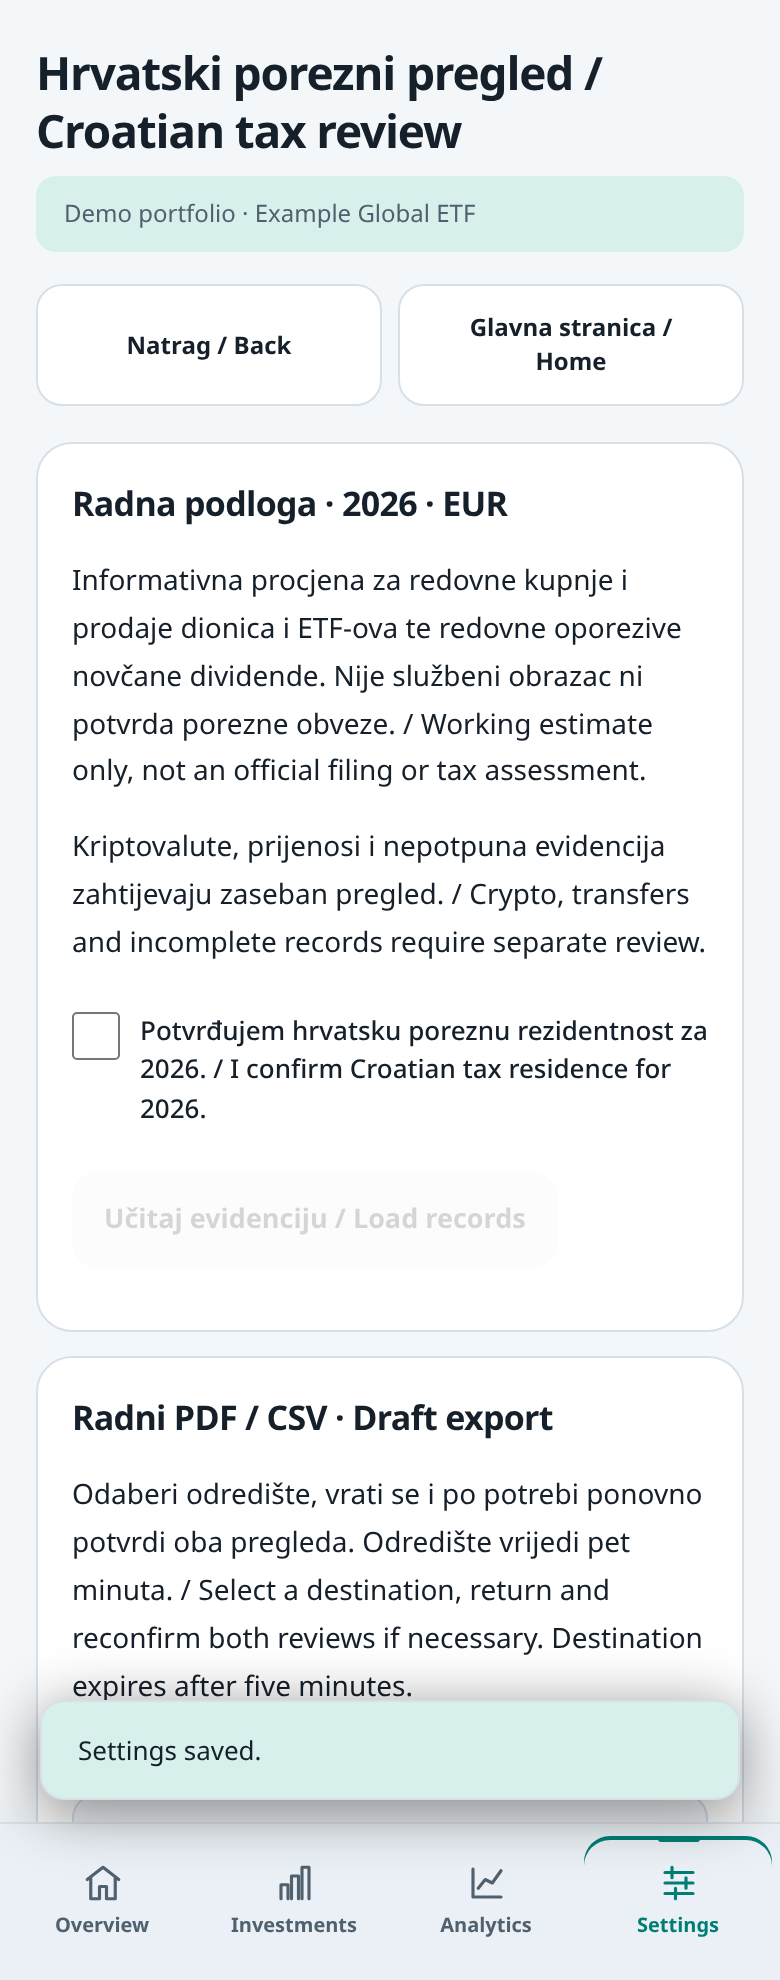 Hrvatski porezni pregled /
Croatian tax review
Demo portfolio · Example Global ETF
Natrag / Back
Glavna stranica /
Home
Radna podloga · 2026 · EUR
Informativna procjena za redovne kupnje i
prodaje dionica i ETF-ova te redovne oporezive
novčane dividende. Nije službeni obrazac ni
potvrda porezne obveze. / Working estimate
only, not an official filing or tax assessment.
Kriptovalute, prijenosi i nepotpuna evidencija
zahtijevaju zaseban pregled. / Crypto, transfers
and incomplete records require separate review.
Potvrđujem hrvatsku poreznu rezidentnost za
2026. / I confirm Croatian tax residence for
2026.
Učitaj evidenciju / Load records
Radni PDF / CSV · Draft export
Odaberi odredište, vrati se i po potrebi ponovno
potvrdi oba pregleda. Odredište vrijedi pet
minuta. / Select a destination, return and
reconfirm both reviews if necessary. Destination
expires after five minutes.
Settings saved.
Overview
Investments
Analytics
Settings